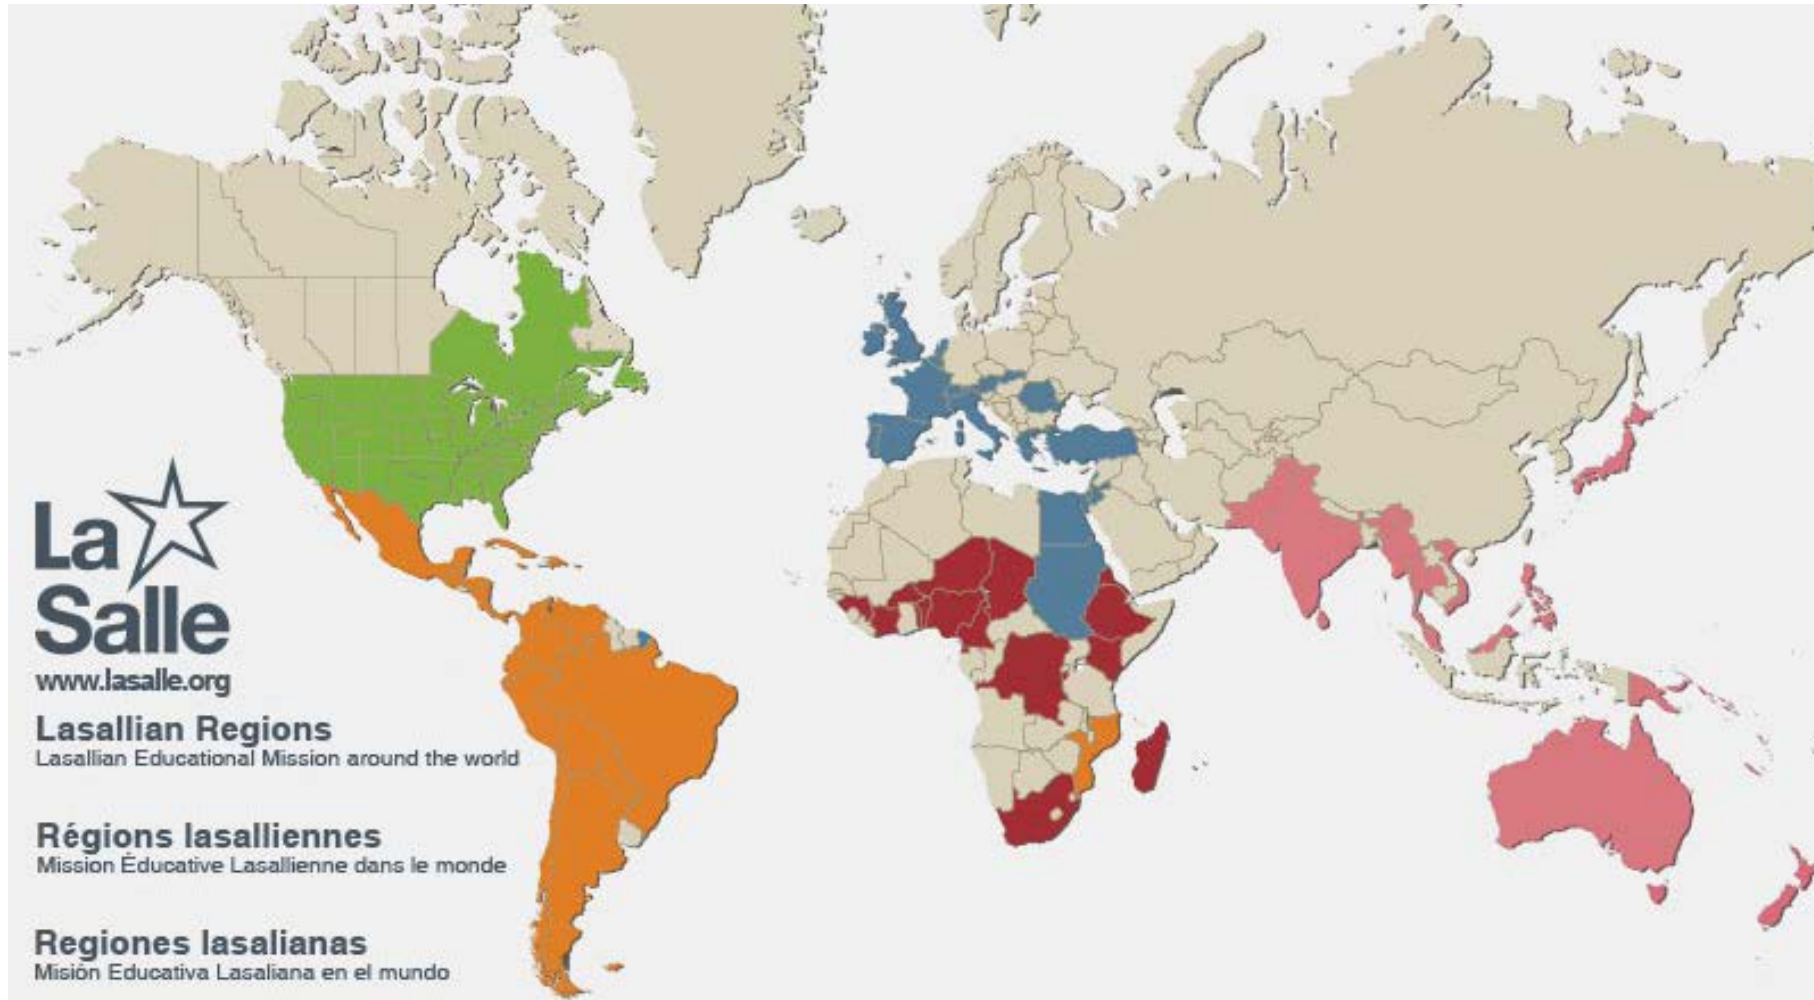 La
Salle
www.lasalle.org
Lasallian Regions
Lasallian Educational Mission around the world
Régions lasalliennes
Mission Éducative Lasallienne dans le monde
Regiones lasalianas
Misión Educativa Lasaliana en el mundo